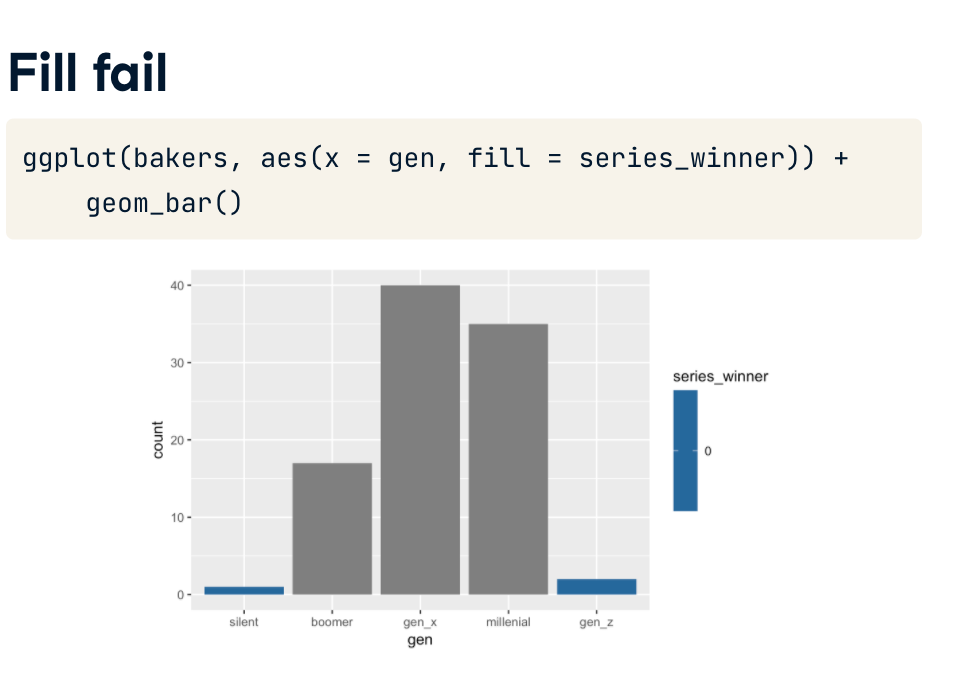 Fill fail
ggplot(bakers, aes(x = gen, fill = series_winner)) +
    geom_bar()
40
30
20
10
0
count
silent boomer gen_x millenial gen_z
gen
series_winner
0